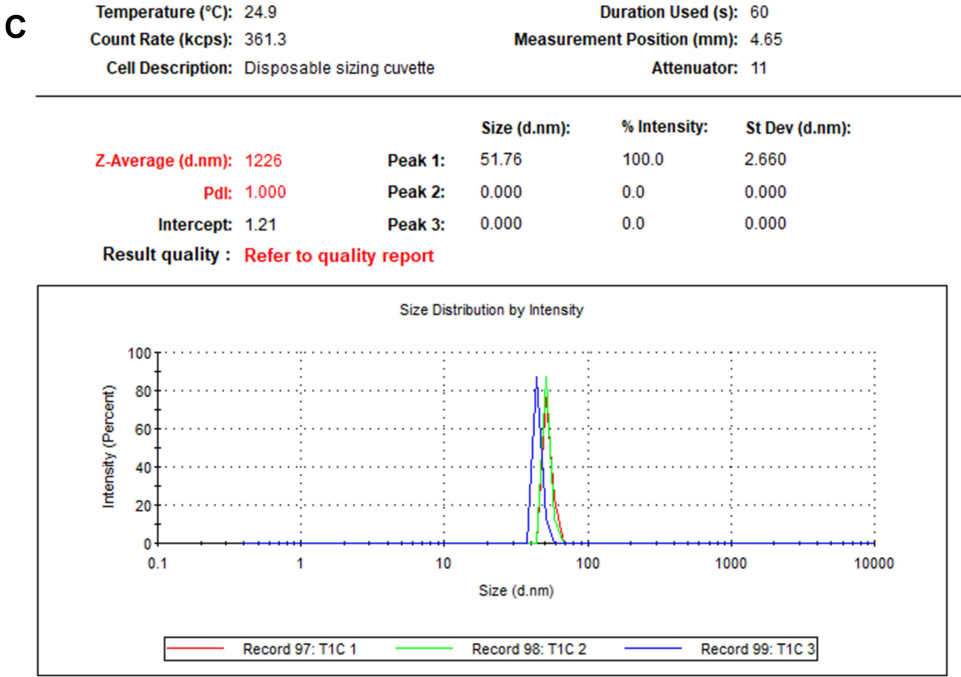 C
Temperature (°C): 24.9 Duration Used (s): 60
Count Rate (kcps): 361.3 Measurement Position (mm): 4.65
Cell Description: Disposable sizing cuvette Attenuator: 11
Size (d.nm): % Intensity: St Dev (d.nm):
Z-Average (d.nm): 1226 Peak 1: 51.76 100.0 2.660
PdI: 1.000 Peak 2: 0.000 0.0 0.000
Intercept: 1.21 Peak 3: 0.000 0.0 0.000
Result quality : Refer to quality report
Size Distribution by Intensity
Intensity (Percent)
100
80
60
40
20
0
0.1 1 10 100 1000 10000
Size (d.nm)
Record 97: T1C 1 Record 98: T1C 2 Record 99: T1C 3